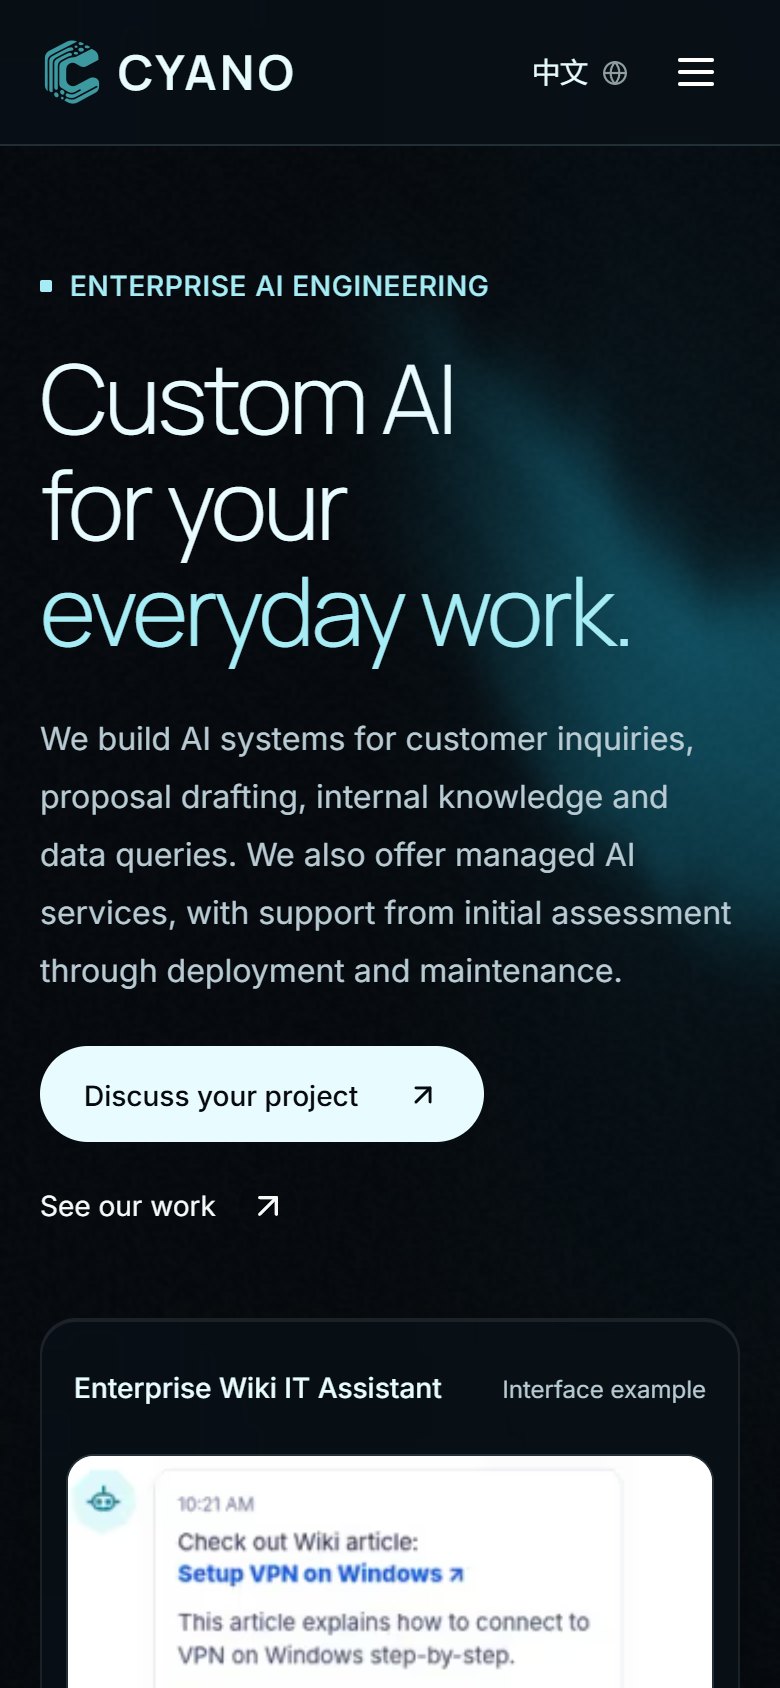 CYANO
中文
ENTERPRISE AI ENGINEERING
Custom AI
for your
everyday work.
We build AI systems for customer inquiries,
proposal drafting, internal knowledge and
data queries. We also offer managed AI
services, with support from initial assessment
through deployment and maintenance.
Discuss your project
See our work
Enterprise Wiki IT Assistant
Interface example
10:21 AM
Check out Wiki article:
Setup VPN on Windows
This article explains how to connect to
VPN on Windows step-by-step.